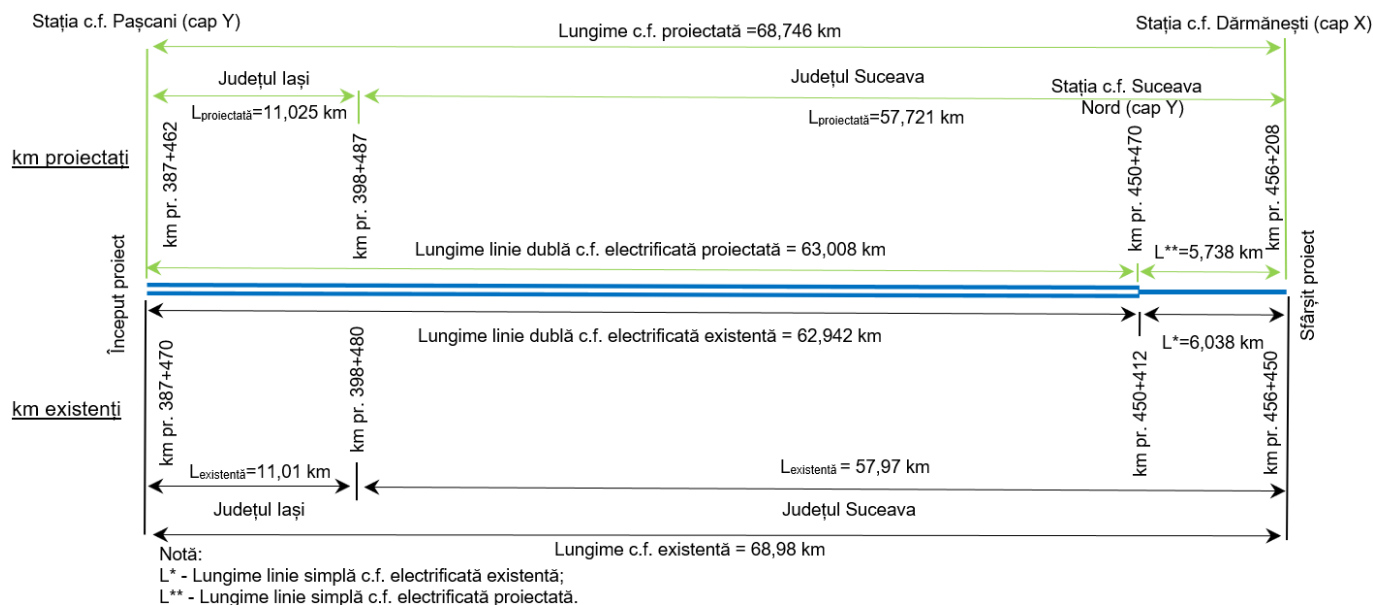 Stația c.f. Pașcani (cap Y)
Stația c.f. Dărmănești (cap X)
Lungime c.f. proiectată =68,746 km
Județul Iași
Județul Suceava
Stația c.f. Suceava
Nord (cap Y)
Lproiectată=11,025 km
Lproiectată=57,721 km
km proiectați
km pr. 387+462
km pr. 398+487
km pr. 450+470
km pr. 456+208
Lungime linie dublă c.f. electrificată proiectată = 63,008 km
L**=5,738 km
Început proiect
Sfârșit proiect
Lungime linie dublă c.f. electrificată existentă = 62,942 km
L*=6,038 km
km existenți
km pr. 387+470
km pr. 398+480
km pr. 450+412
km pr. 456+450
Lexistentă=11,01 km
Lexistentă = 57,97 km
Județul Iași
Județul Suceava
Lungime c.f. existentă = 68,98 km
Notă:
L* - Lungime linie simplă c.f. electrificată existentă;
L** - Lungime linie simplă c.f. electrificată proiectată.